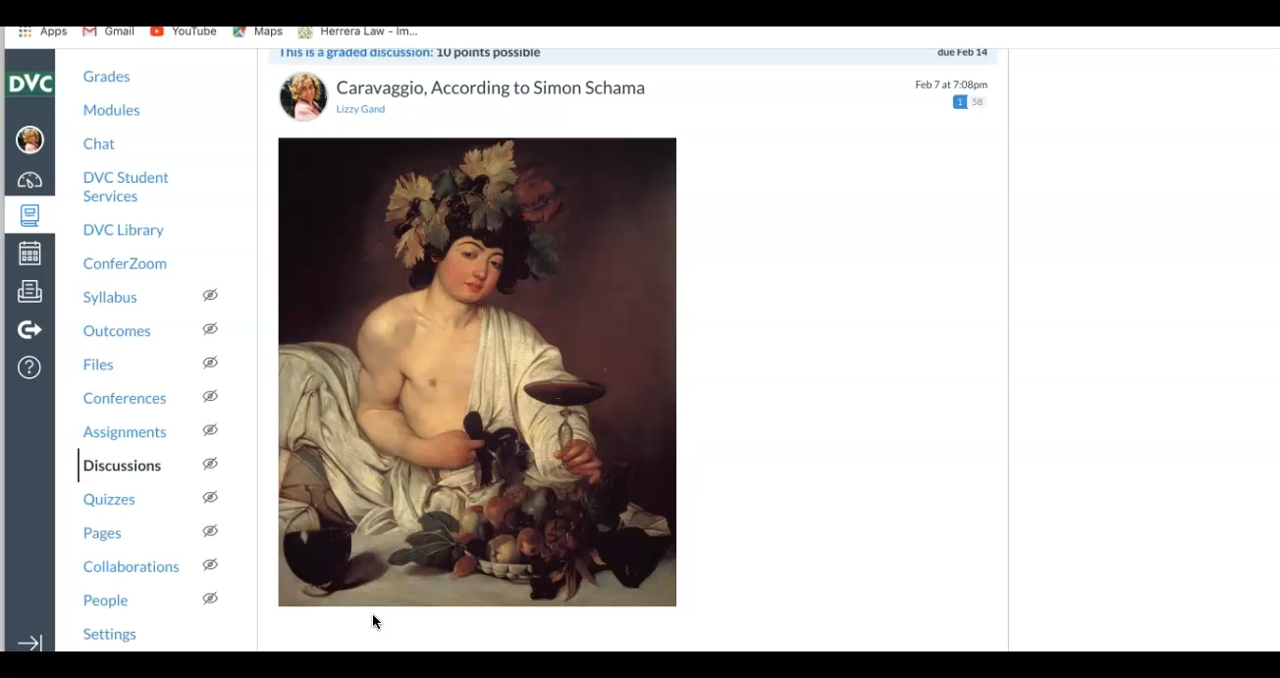 Apps Gmail YouTube Maps Herrera Law - Im...
DVC
Grades
Modules
Chat
DVC Student
Services
DVC Library
ConferZoom
Syllabus
Outcomes
Files
Conferences
Assignments
Discussions
Quizzes
Pages
Collaborations
People
Settings
This is a graded discussion: 10 points possible due Feb 14
Caravaggio, According to Simon Schama Feb 7 at 7:08pm
Lizzy Gand 1 58